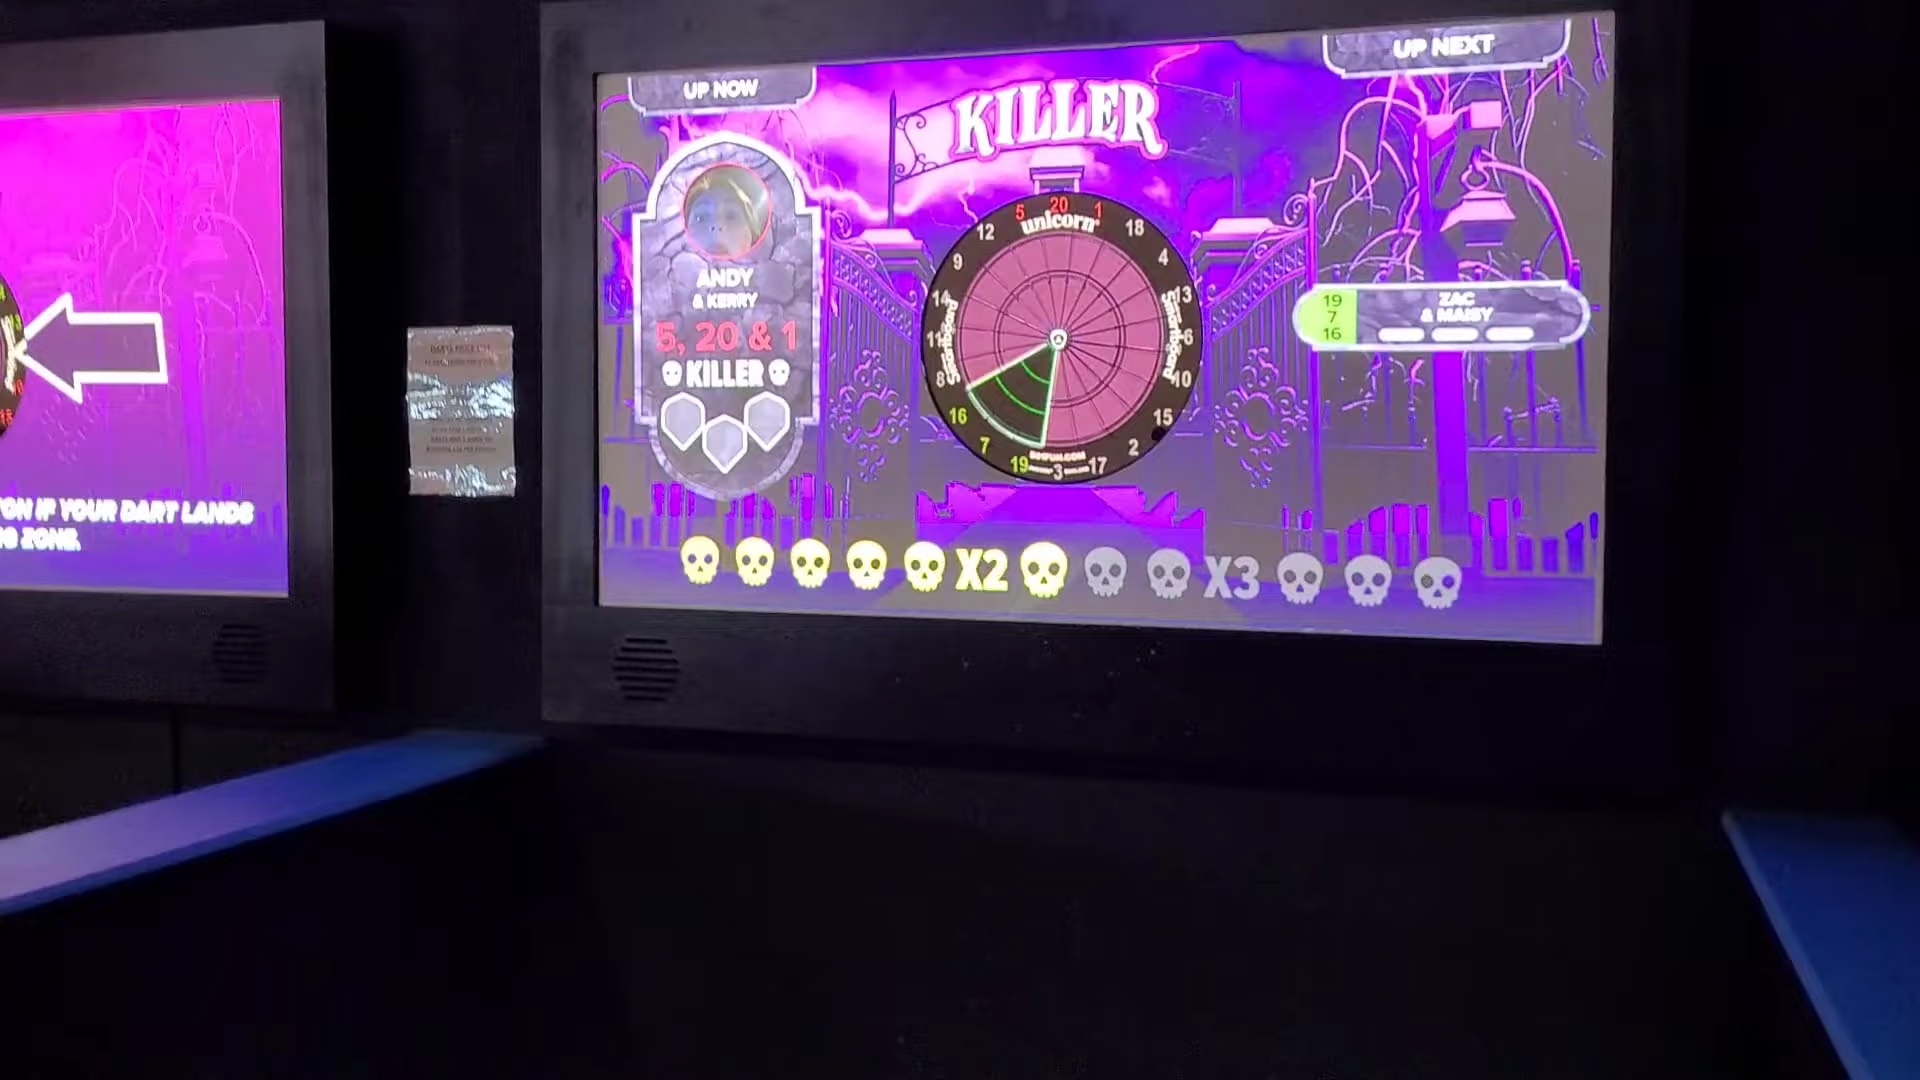 UP NOW
ANDY
& KERRY
5, 20 & 1
KILLER
KILLER
5 20 1
12 18
9 4
14 13
11 6
8 10
16 15
7 2
19 3 17
unicorn
Smartboard
Smartboard
UP NEXT
19
7
16
ZAC
& MAISY
X2
X3
ON IF YOUR DART LANDS
ZONE.